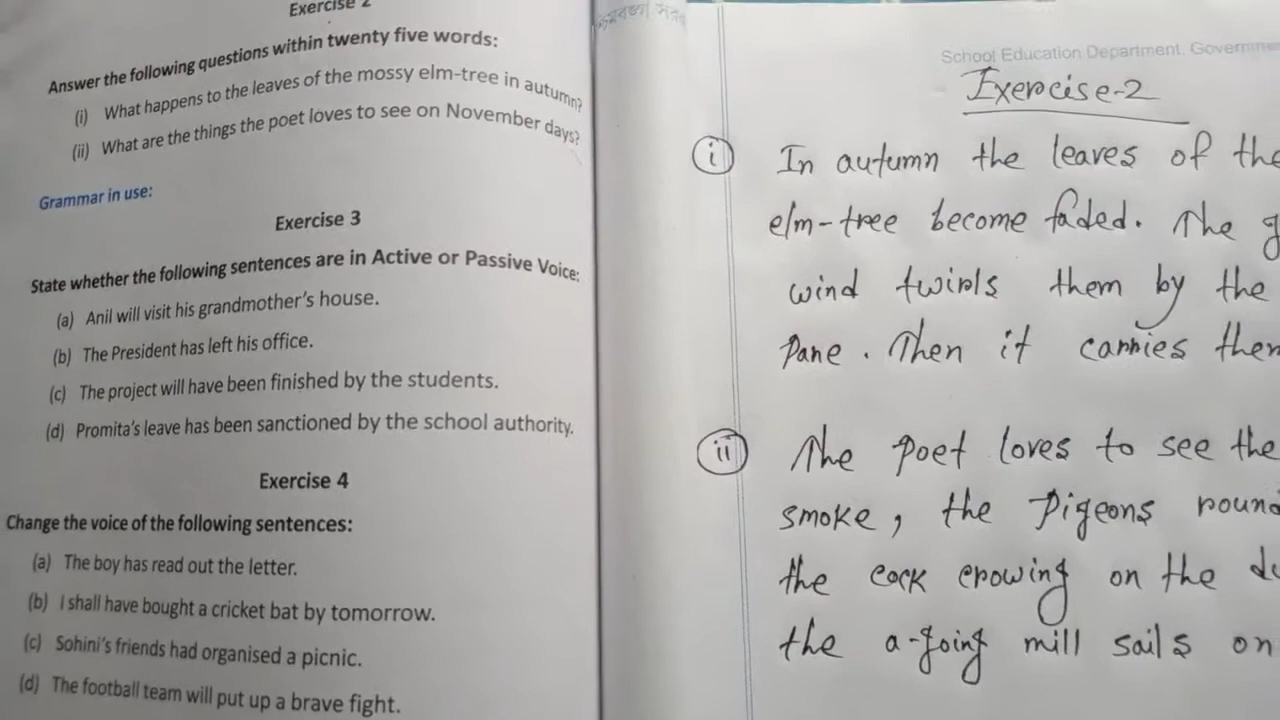 Exercise 2
Answer the following questions within twenty five words:
(i) What happens to the leaves of the mossy elm-tree in autumn?
(ii) What are the things the poet loves to see on November days?
Grammar in use:
Exercise 3
State whether the following sentences are in Active or Passive Voice:
(a) Anil will visit his grandmother's house.
(b) The President has left his office.
(c) The project will have been finished by the students.
(d) Promita's leave has been sanctioned by the school authority.
Exercise 4
Change the voice of the following sentences:
(a) The boy has read out the letter.
(b) I shall have bought a cricket bat by tomorrow.
(c) Sohini's friends had organised a picnic.
(d) The football team will put up a brave fight.
School Education Department, Governme
Exercise-2
(i) In autumn the leaves of the
elm-tree become faded. The g
wind twirls them by the
pane. Then it carries them
(ii) The poet loves to see the
smoke, the pigeons round
the cock crowing on the
the a-going mill sails on